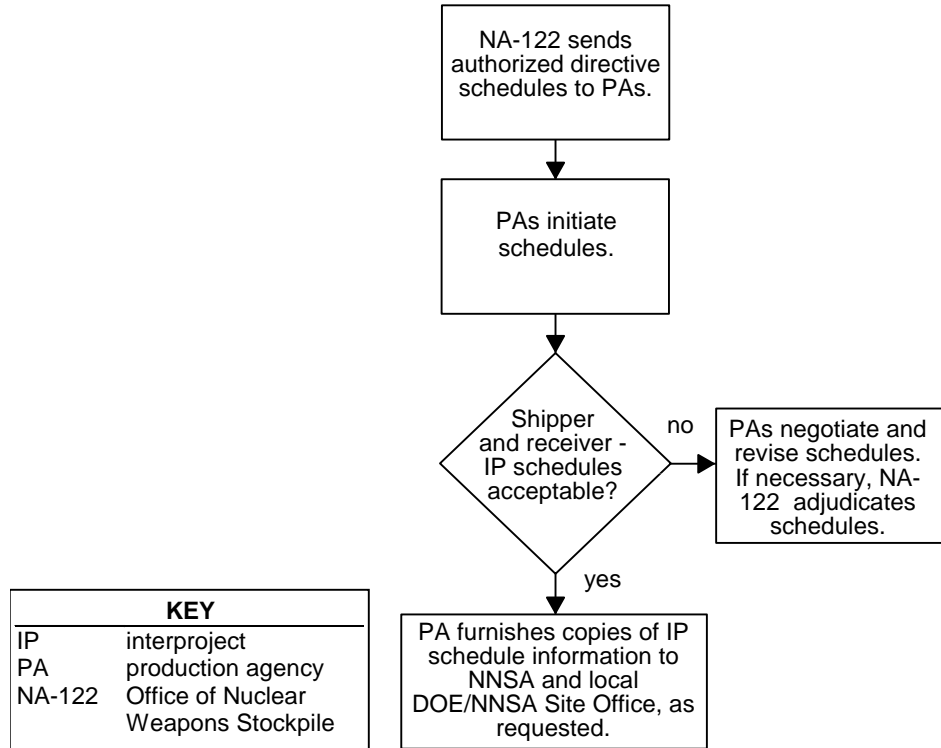 NA-122 sends
authorized directive
schedules to PAs.
PAs initiate
schedules.
Shipper
and receiver -
IP schedules
acceptable?
no
PAs negotiate and
revise schedules.
If necessary, NA-
122 adjudicates
schedules.
yes
PA furnishes copies of IP
schedule information to
NNSA and local
DOE/NNSA Site Office, as
requested.
KEY
IP interproject
PA production agency
NA-122 Office of Nuclear
Weapons Stockpile